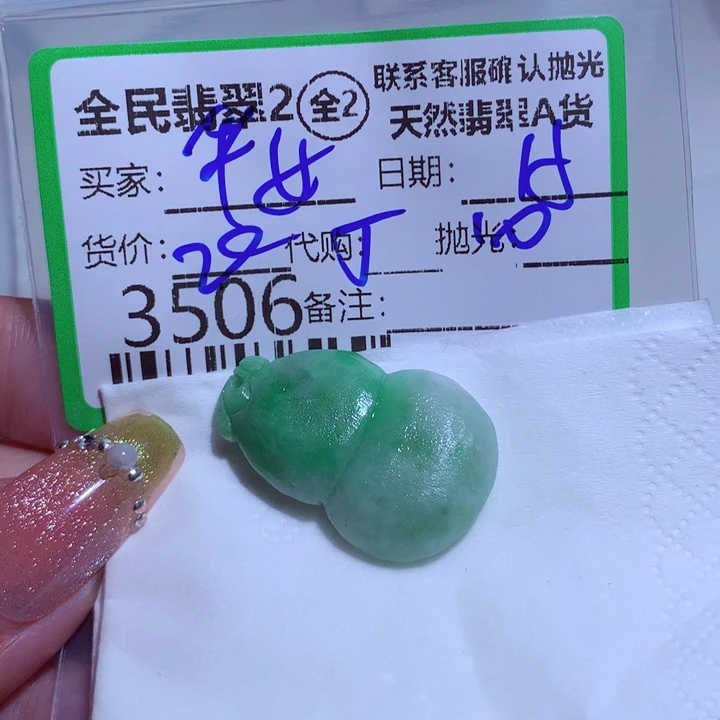 全民翡翠2 全2 联系客服确认抛光
天然翡翠A货
买家: 日期:
货价: 代购: 抛光:
3506 备注: